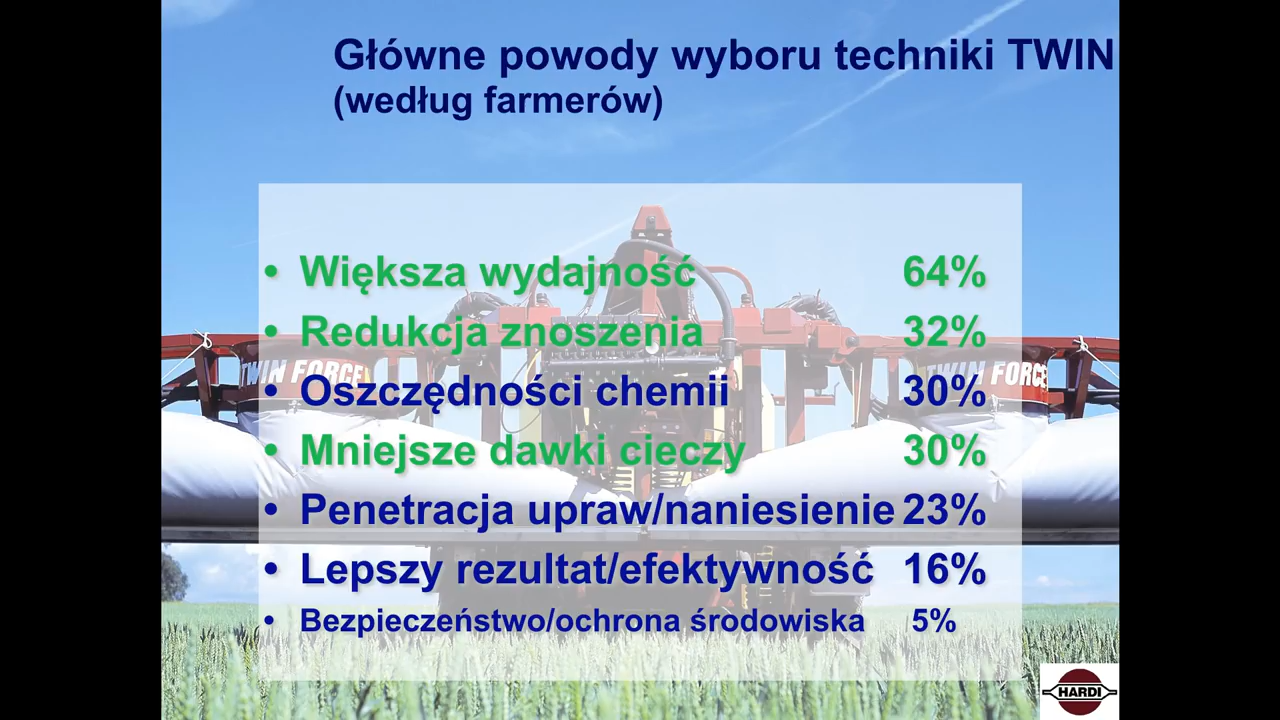 Główne powody wyboru techniki TWIN
(według farmerów)
• Większa wydajność 64%
• Redukcja znoszenia 32%
TWIN FORCE TWIN FORCE
• Oszczędności chemii 30%
• Mniejsze dawki cieczy 30%
• Penetracja upraw/naniesienie 23%
• Lepszy rezultat/efektywność 16%
• Bezpieczeństwo/ochrona środowiska 5%
HARDI